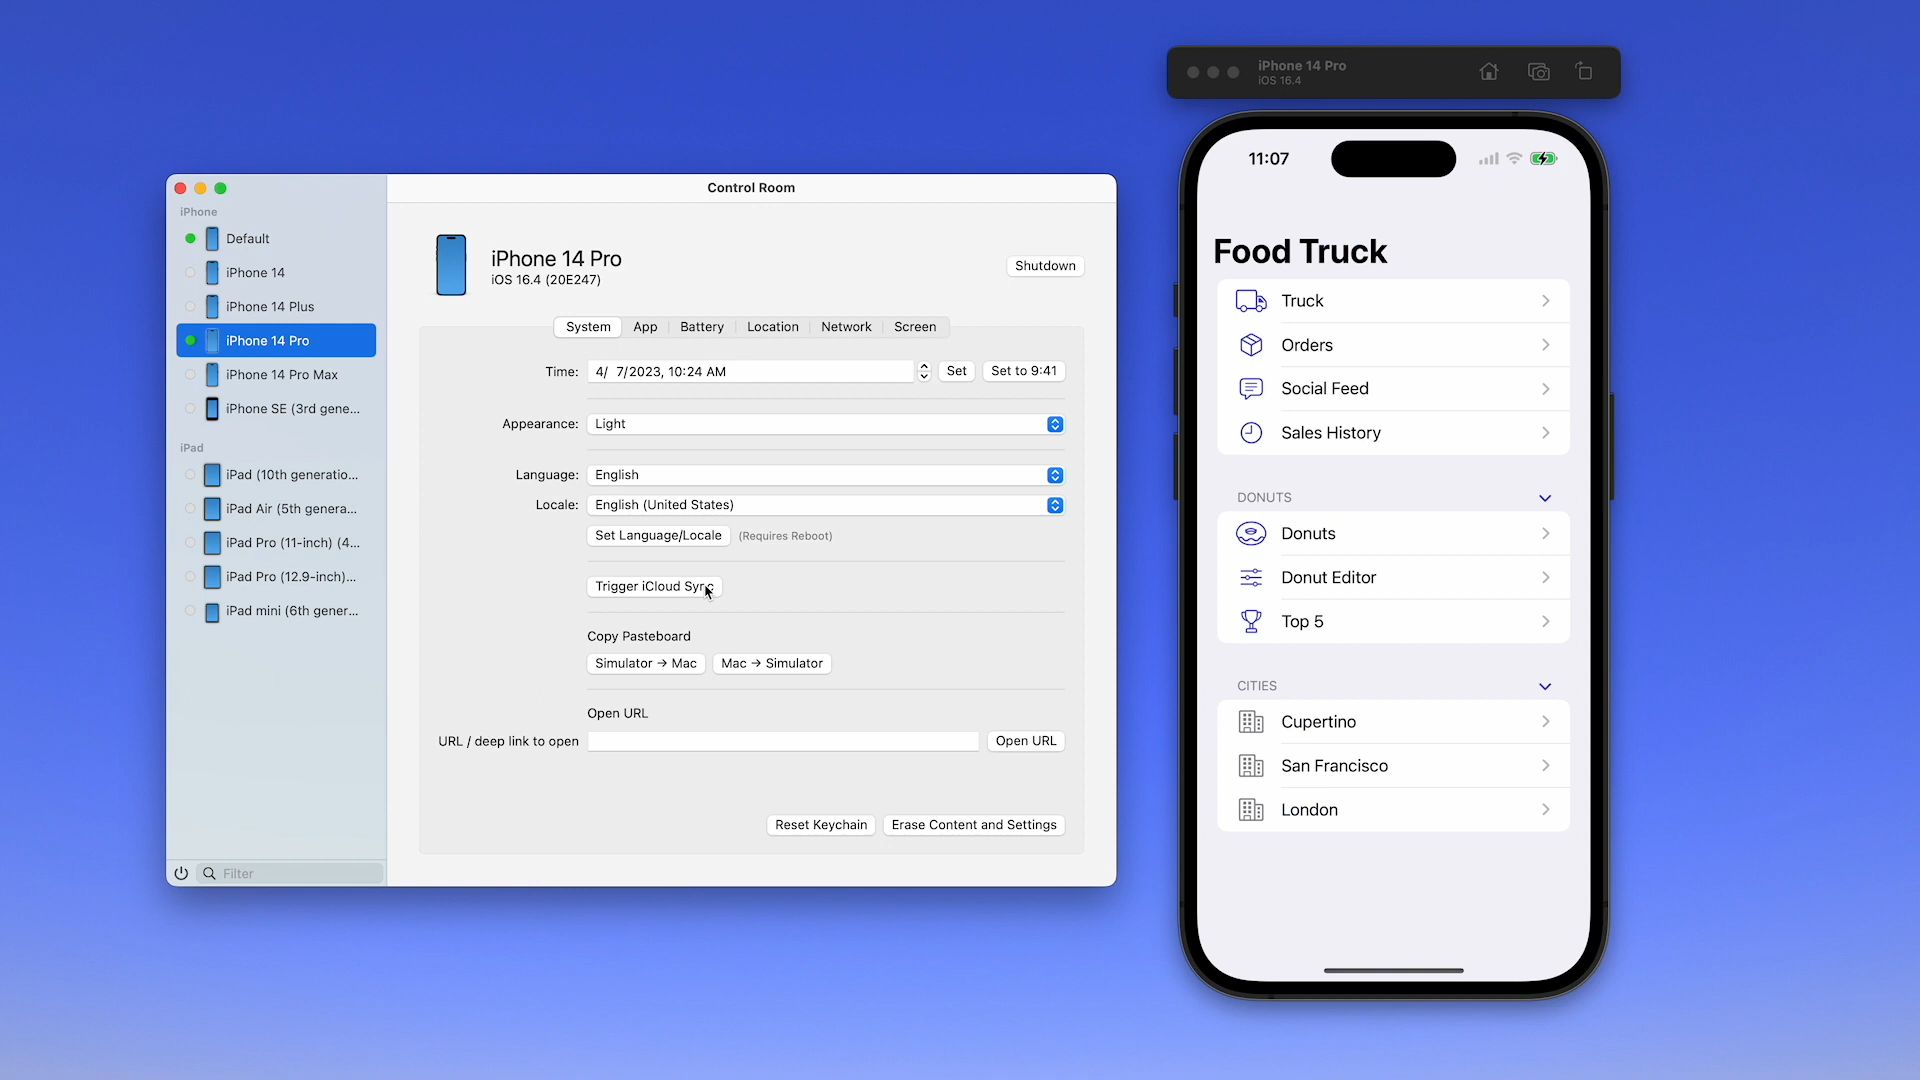 Control Room
iPhone
Default
iPhone 14
iPhone 14 Plus
iPhone 14 Pro
iPhone 14 Pro Max
iPhone SE (3rd gene...
iPad
iPad (10th generatio...
iPad Air (5th genera...
iPad Pro (11-inch) (4...
iPad Pro (12.9-inch)...
iPad mini (6th gener...
Filter
iPhone 14 Pro
iOS 16.4 (20E247)
Shutdown
System App Battery Location Network Screen
Time: 4/ 7/2023, 10:24 AM Set Set to 9:41
Appearance: Light
Language: English
Locale: English (United States)
Set Language/Locale (Requires Reboot)
Trigger iCloud Sync
Copy Pasteboard
Simulator → Mac Mac → Simulator
Open URL
URL / deep link to open Open URL
Reset Keychain Erase Content and Settings
iPhone 14 Pro
iOS 16.4
11:07
Food Truck
Truck
Orders
Social Feed
Sales History
DONUTS
Donuts
Donut Editor
Top 5
CITIES
Cupertino
San Francisco
London